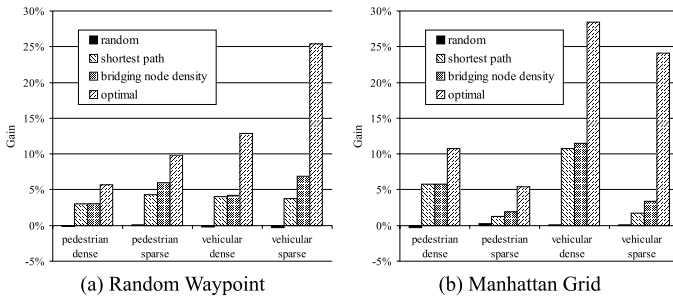 30%
25%
20%
15%
10%
5%
0%
-5%
Gain
random
shortest path
bridging node density
optimal
pedestrian dense
pedestrian sparse
vehicular dense
vehicular sparse
(a) Random Waypoint
30%
25%
20%
15%
10%
5%
0%
-5%
Gain
random
shortest path
bridging node density
optimal
pedestrian dense
pedestrian sparse
vehicular dense
vehicular sparse
(b) Manhattan Grid